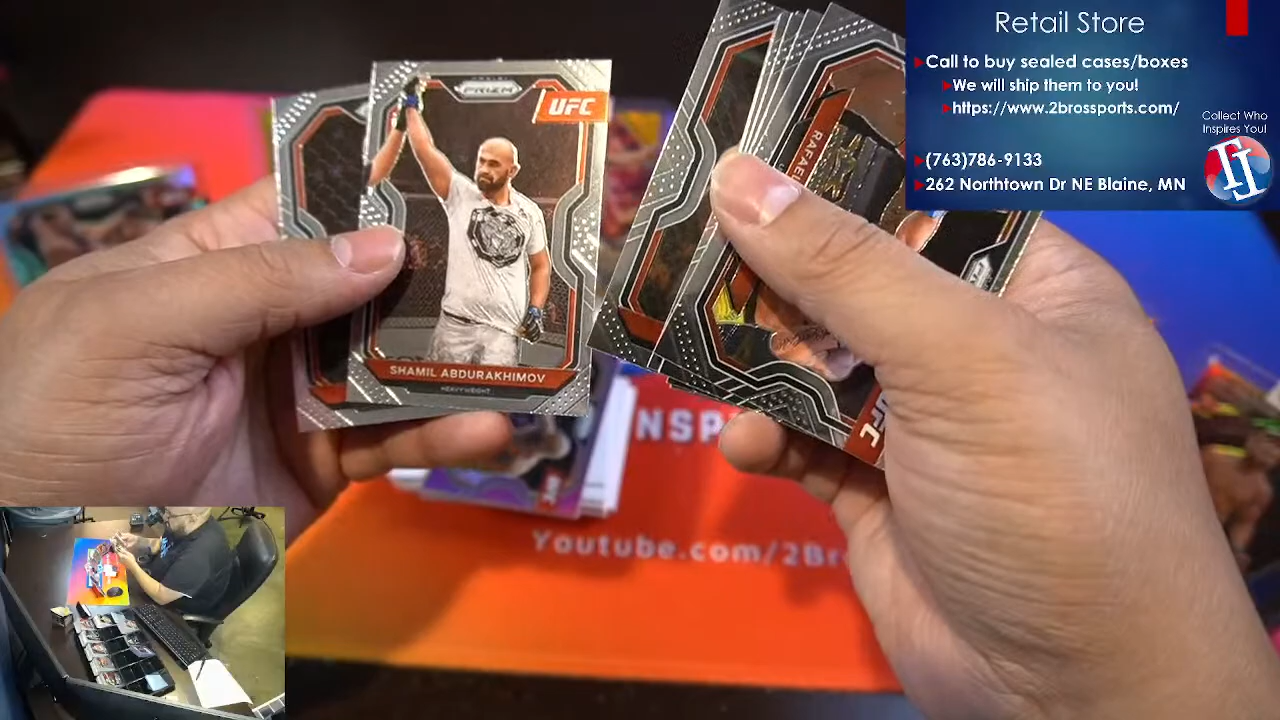 Retail Store
Call to buy sealed cases/boxes
We will ship them to you!
https://www.2brossports.com/
Collect Who
Inspires You!
(763)786-9133
262 Northtown Dr NE Blaine, MN
PRIZM
UFC
SHAMIL ABDURAKHIMOV
HEAVYWEIGHT
RAFAEL
UFC
INSP
Youtube.com/2Br